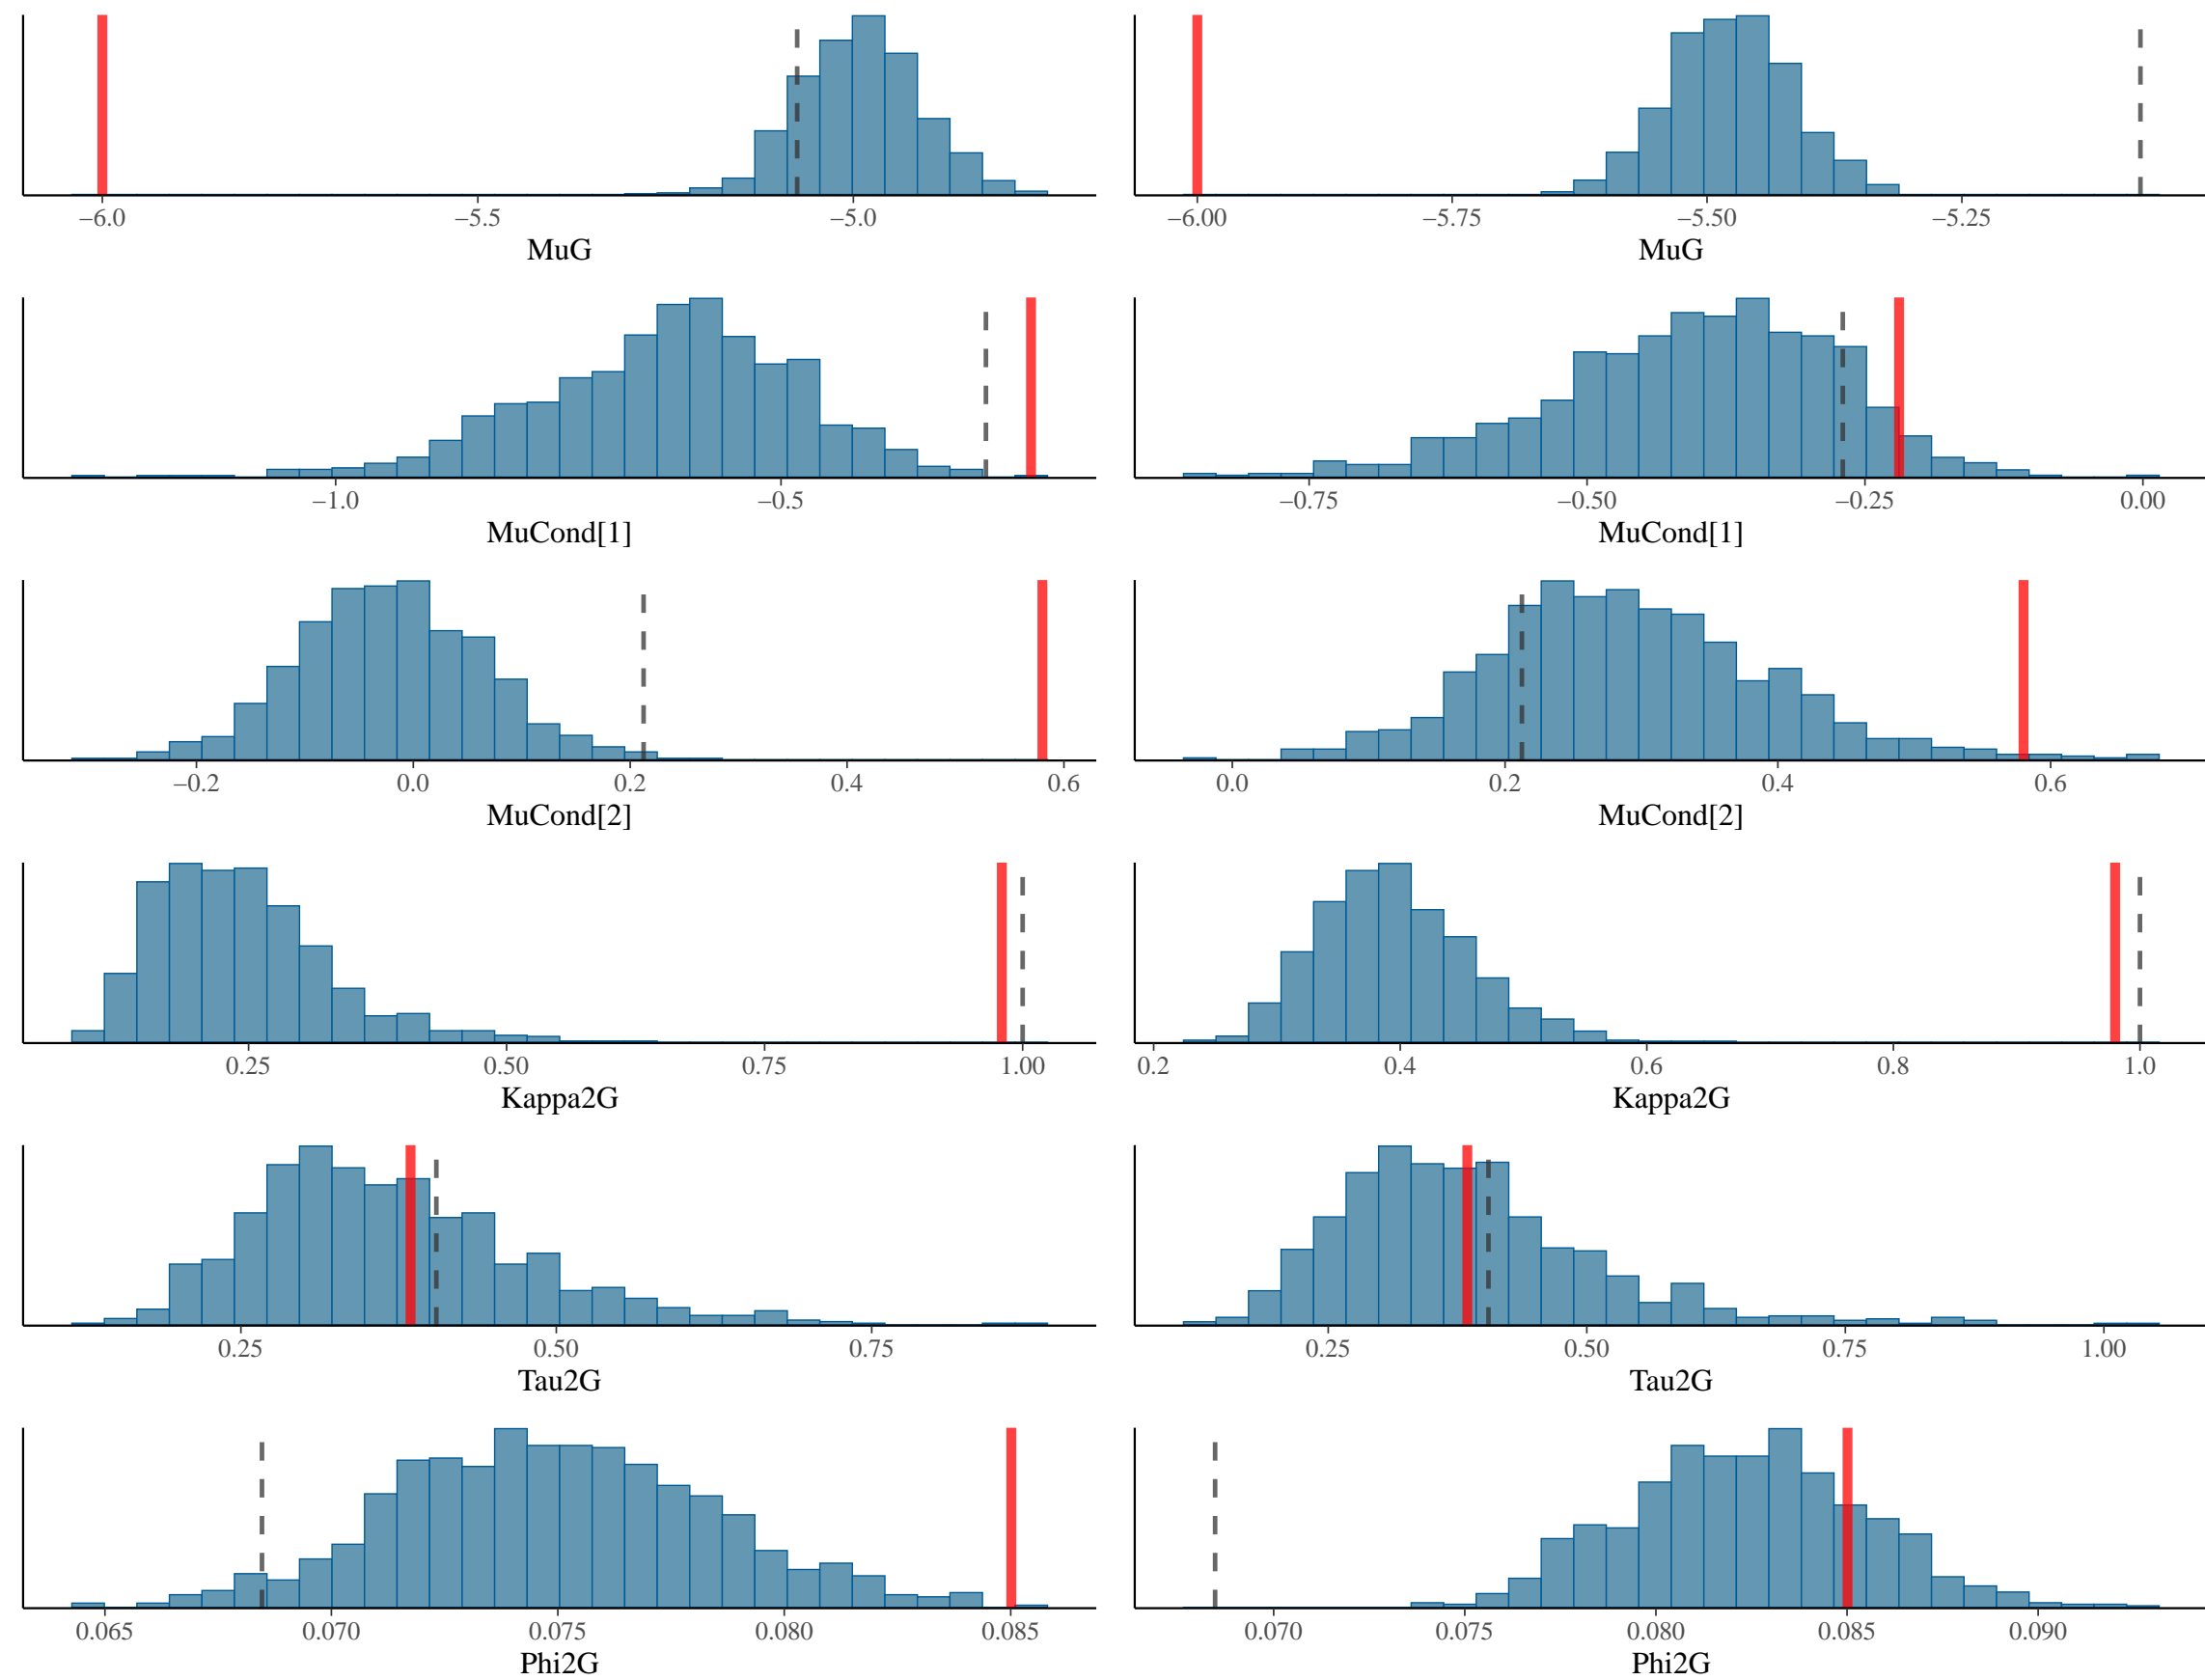 –6.0 –5.5 –5.0
MuG
–6.00 –5.75 –5.50 –5.25
MuG
–1.0 –0.5
MuCond[1]
–0.75 –0.50 –0.25 0.00
MuCond[1]
–0.2 0.0 0.2 0.4 0.6
MuCond[2]
0.0 0.2 0.4 0.6
MuCond[2]
0.25 0.50 0.75 1.00
Kappa2G
0.2 0.4 0.6 0.8 1.0
Kappa2G
0.25 0.50 0.75
Tau2G
0.25 0.50 0.75 1.00
Tau2G
0.065 0.070 0.075 0.080 0.085
Phi2G
0.070 0.075 0.080 0.085 0.090
Phi2G